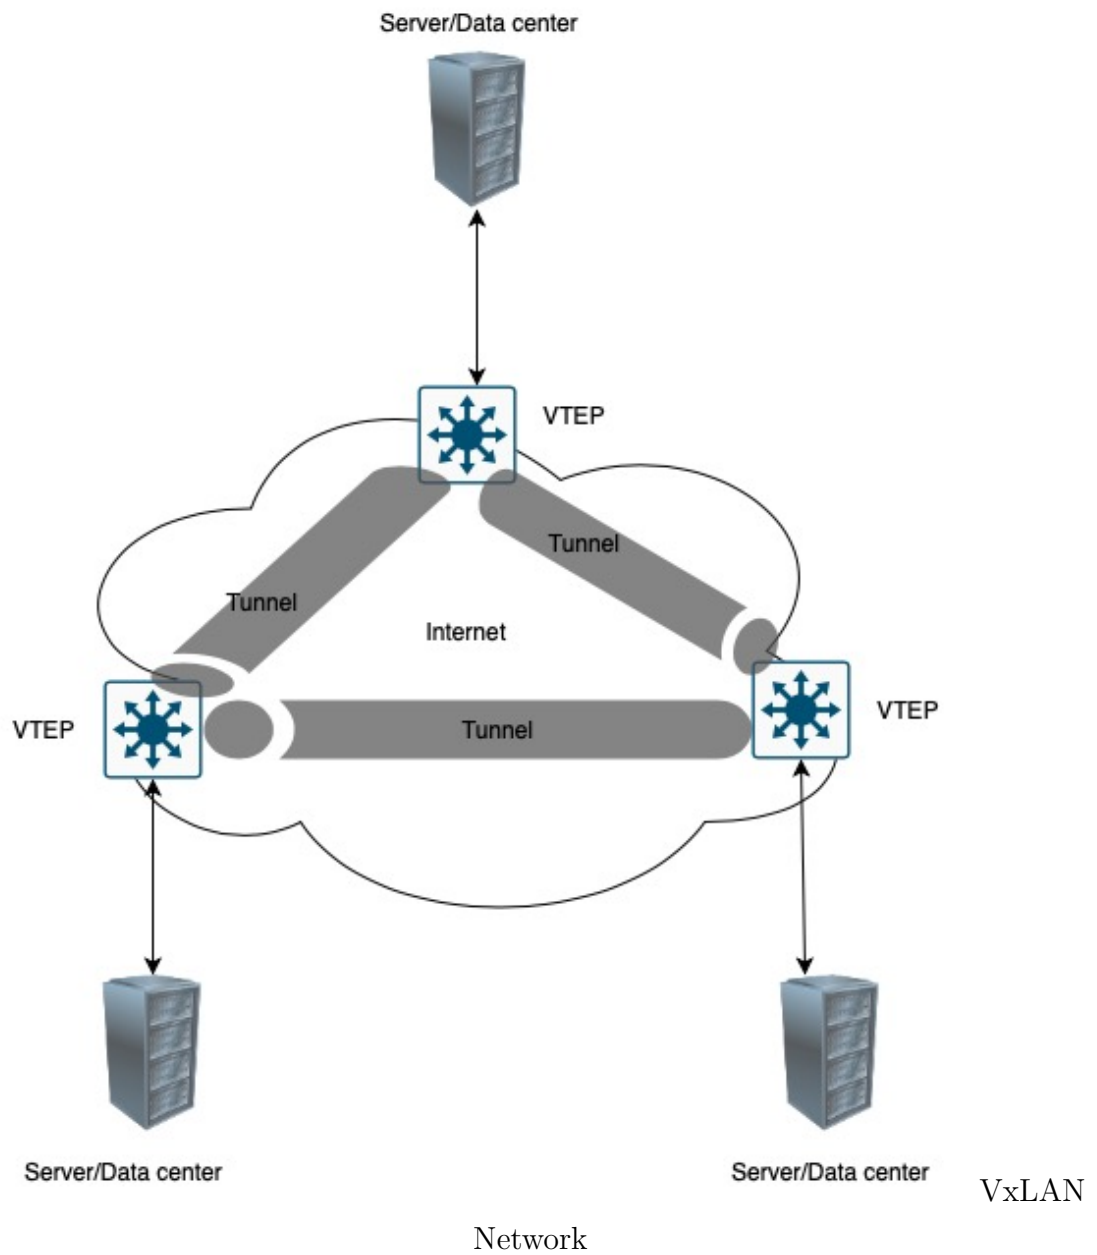 Server/Data center
VTEP
Tunnel
Tunnel
Internet
VTEP
Tunnel
VTEP
Server/Data center
Server/Data center
VxLAN
Network